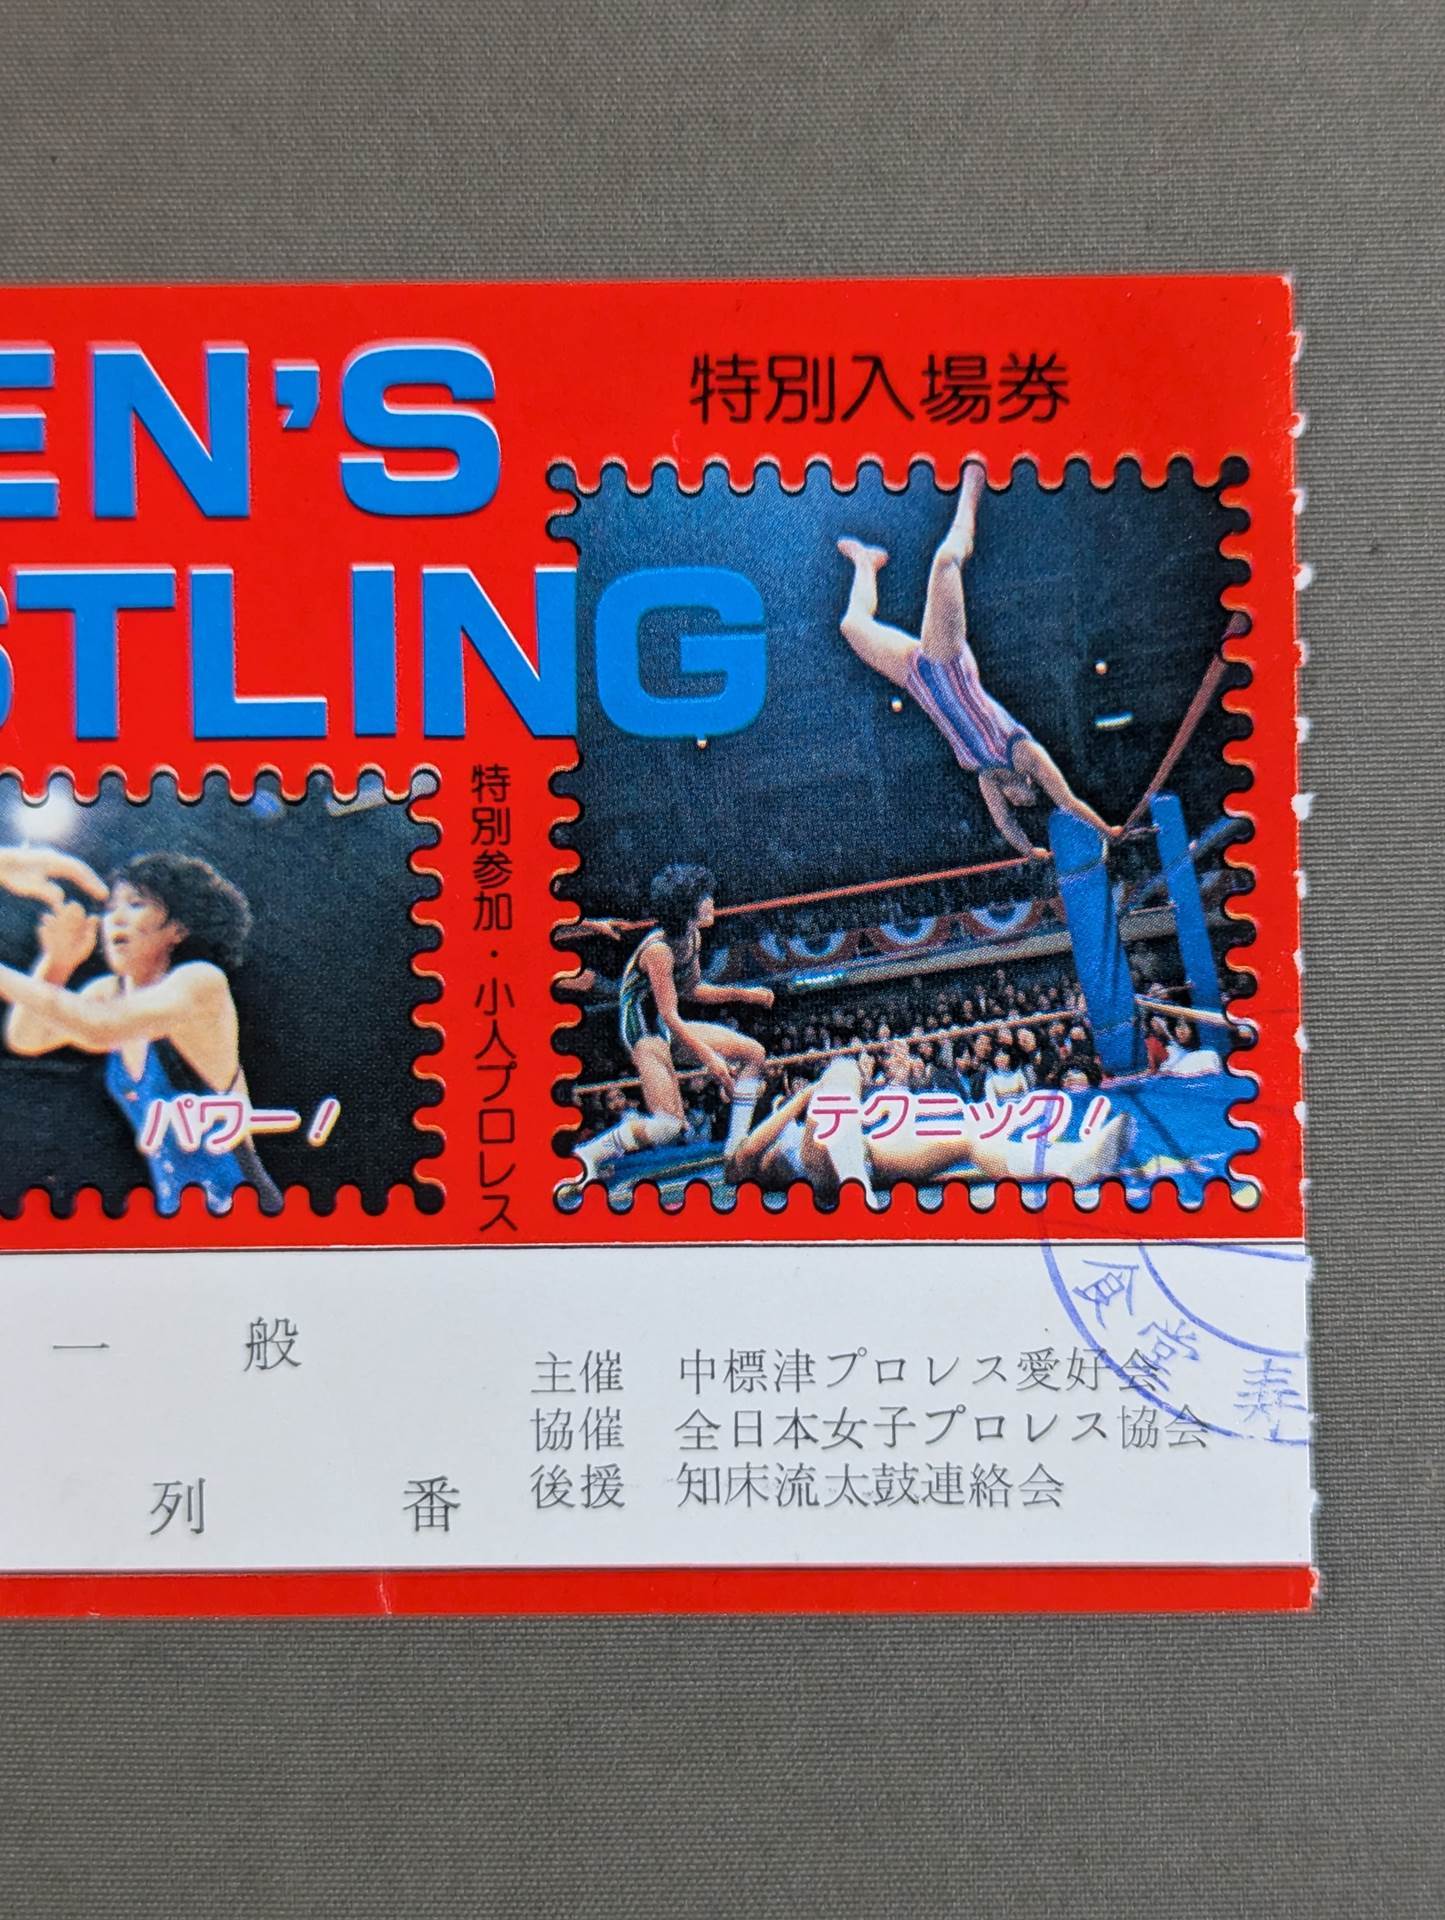 EN'S
STLING
特別入場券
特別参加・小人プロレス
パワー!
テクニック!
一般
列 番
主催 中標津プロレス愛好会
協催 全日本女子プロレス協会
後援 知床流太鼓連絡会
食堂 寿